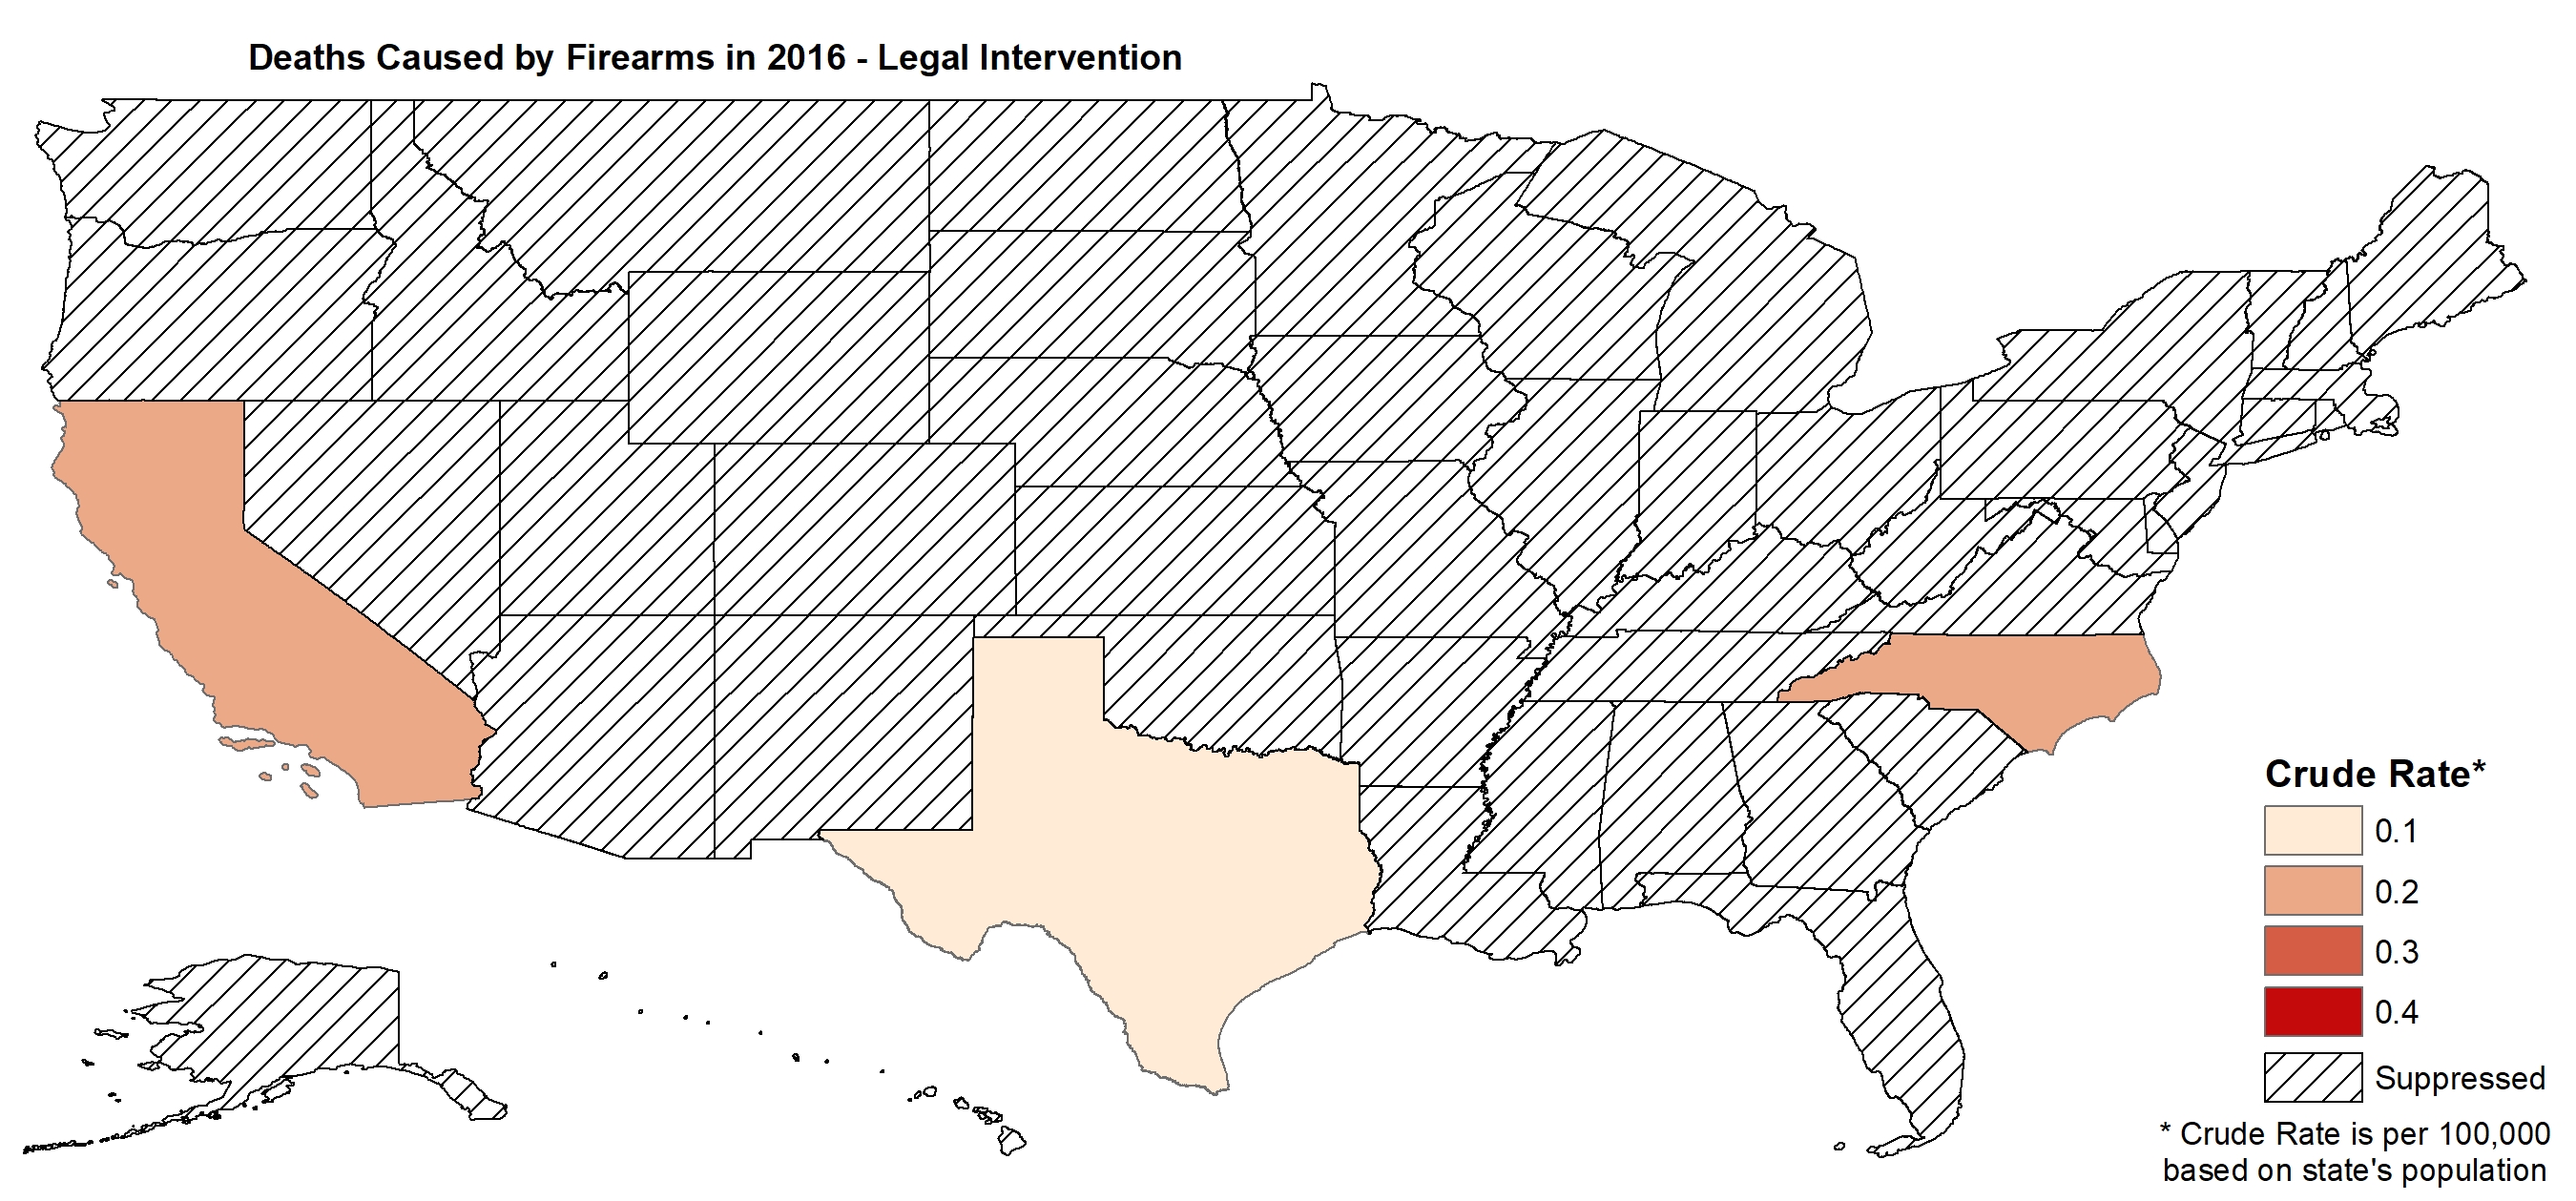 Deaths Caused by Firearms in 2016 - Legal Intervention
Crude Rate*
0.1
0.2
0.3
0.4
Suppressed
* Crude Rate is per 100,000
based on state's population